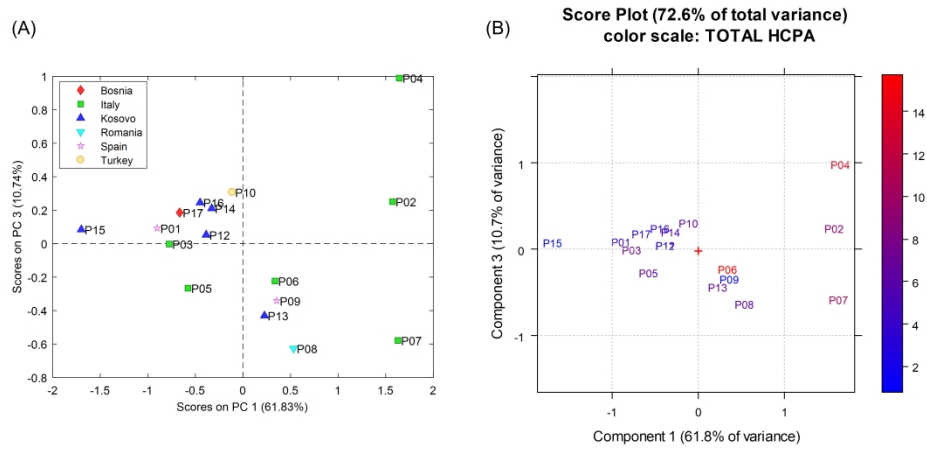 (A)
1
0.8
0.6
0.4
0.2
0
-0.2
-0.4
-0.6
-0.8
Scores on PC 3 (10.74%)
Bosnia
Italy
Kosovo
Romania
Spain
Turkey
P04
P02
P10
P16
P14
P17
P15
P01
P12
P03
P06
P05
P09
P13
P08
P07
-2
-1.5
-1
-0.5
0
0.5
1
1.5
2
Scores on PC 1 (61.83%)
(B)
Score Plot (72.6% of total variance)
color scale: TOTAL HCPA
Component 3 (10.7% of variance)
1
0
-1
P04
P02
P10
P16
P14
P17
P15
P01
P12
P03
P06
P05
P09
P13
P08
P07
-1
0
1
Component 1 (61.8% of variance)
14
12
10
8
6
4
2